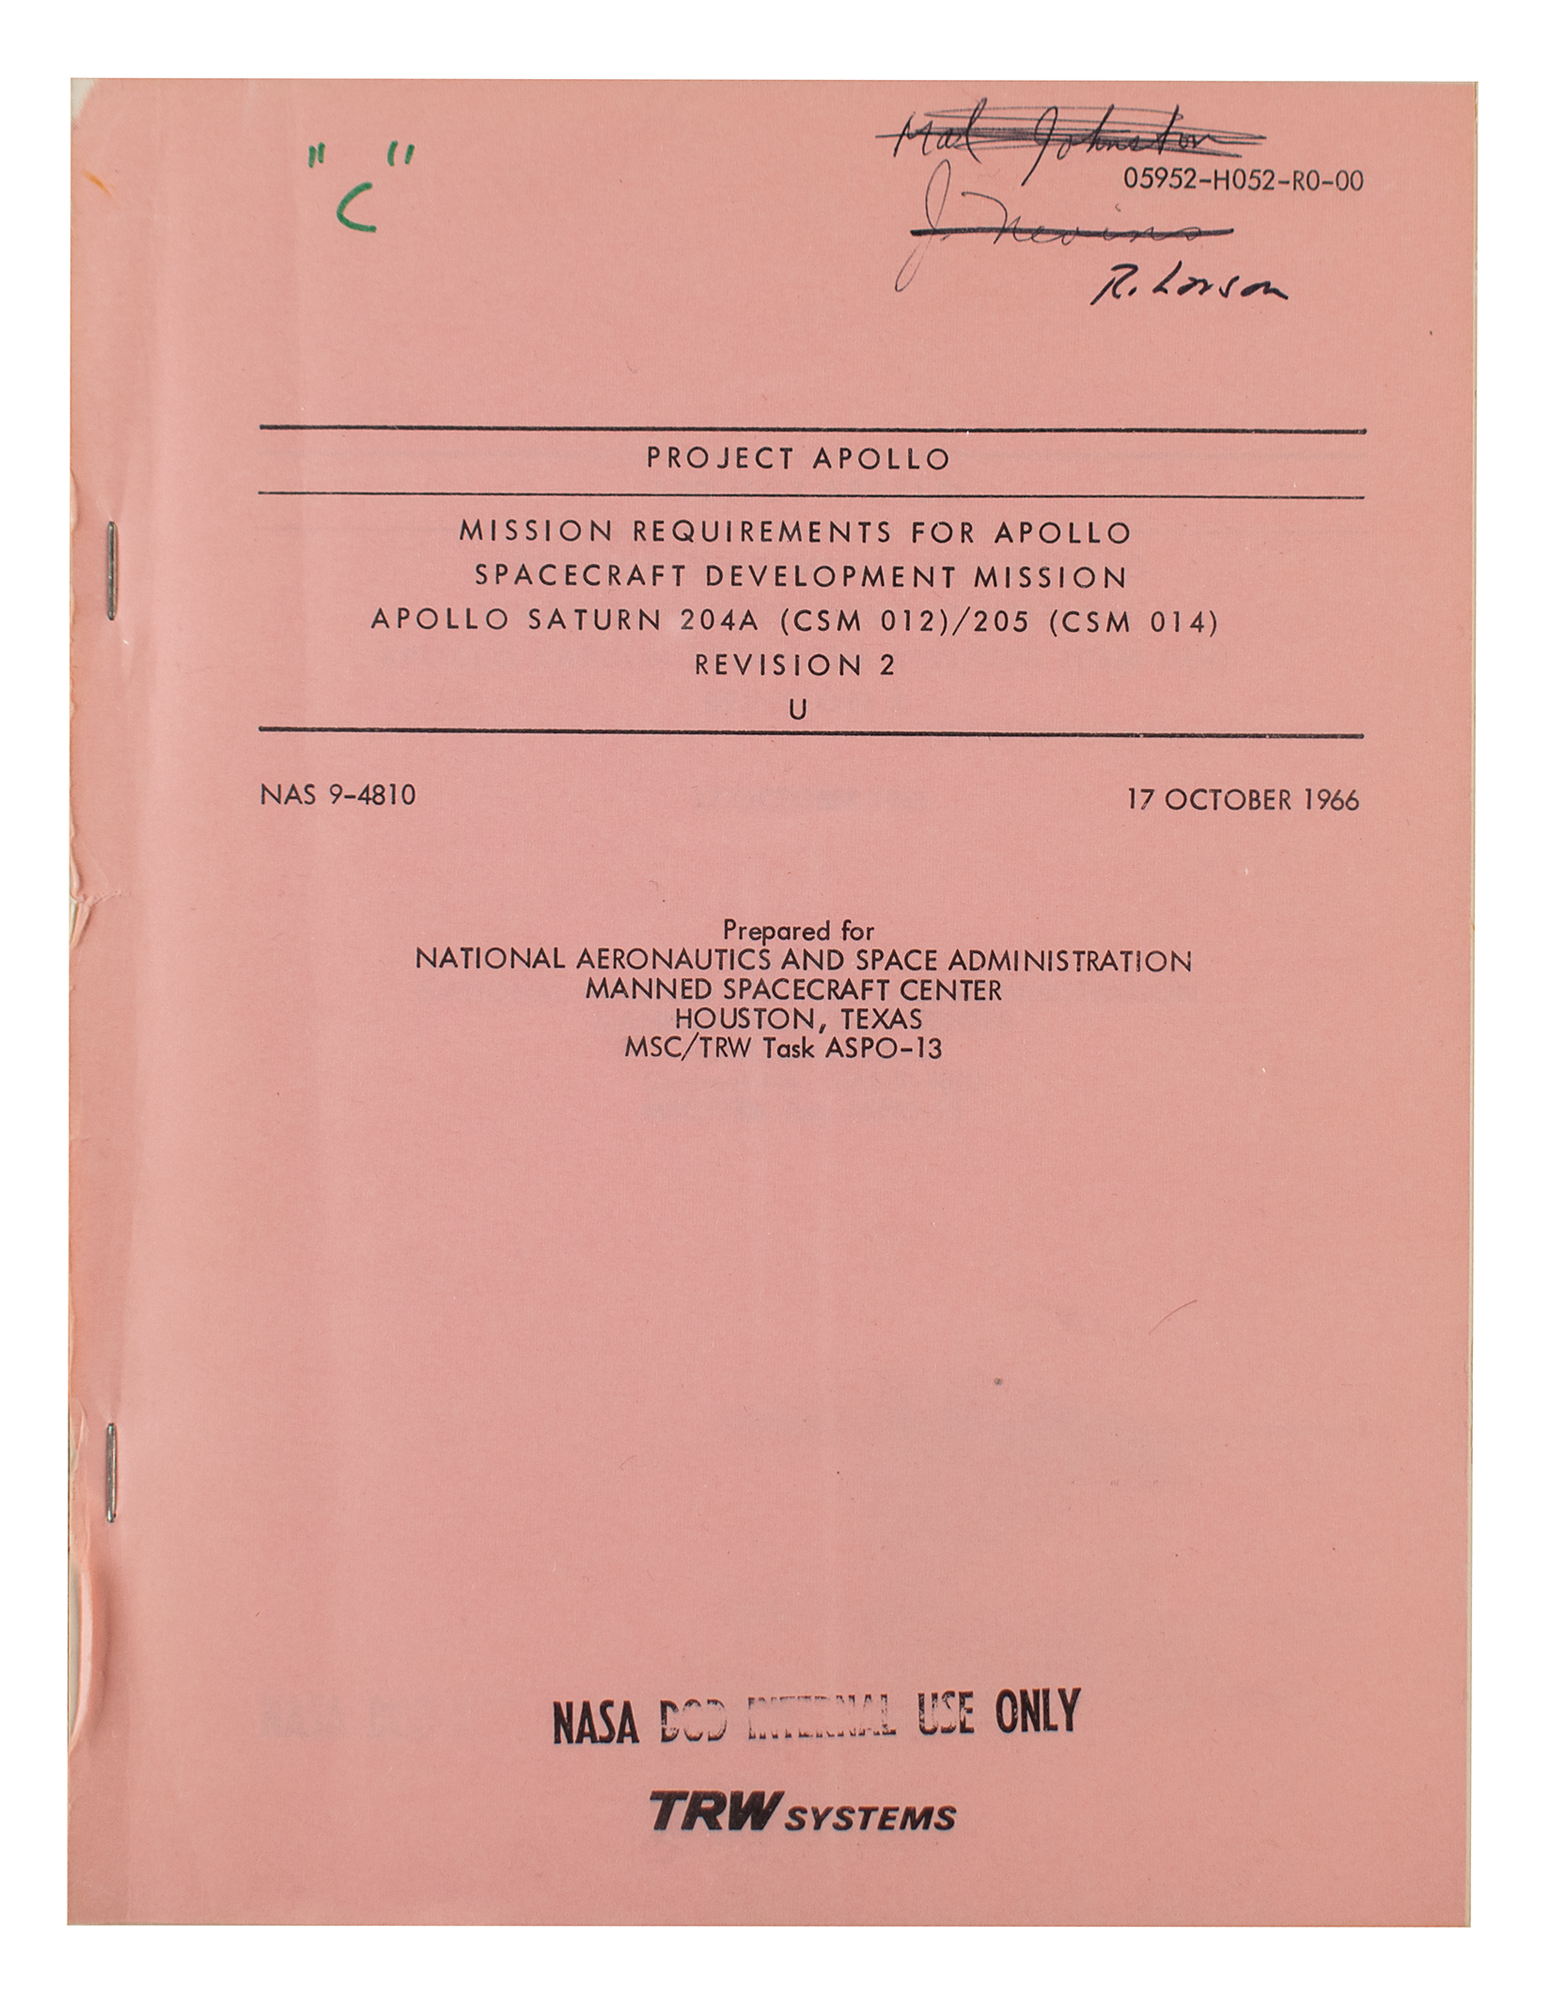 " C "
Mal Johnston
05952-H052-R0-00
J. Nevins
R. Larson
PROJECT APOLLO
MISSION REQUIREMENTS FOR APOLLO
SPACECRAFT DEVELOPMENT MISSION
APOLLO SATURN 204A (CSM 012)/205 (CSM 014)
REVISION 2
U
NAS 9-4810
17 OCTOBER 1966
Prepared for
NATIONAL AERONAUTICS AND SPACE ADMINISTRATION
MANNED SPACECRAFT CENTER
HOUSTON, TEXAS
MSC/TRW Task ASPO-13
NASA DOD INTERNAL USE ONLY
TRW SYSTEMS